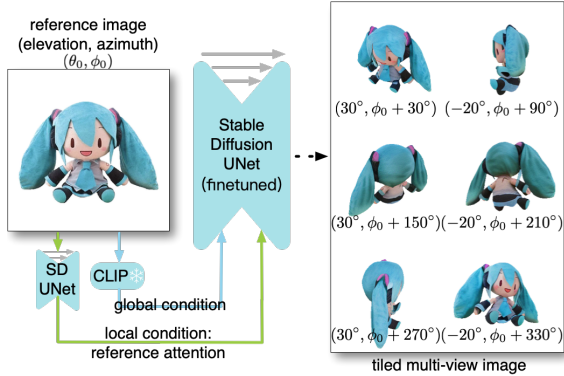 reference image
(elevation, azimuth)
(θ₀, ϕ₀)
Stable
Diffusion
UNet
(finetuned)
SD
UNet
CLIP
global condition
local condition:
reference attention
(30°, ϕ₀ + 30°) (−20°, ϕ₀ + 90°)
(30°, ϕ₀ + 150°) (−20°, ϕ₀ + 210°)
(30°, ϕ₀ + 270°) (−20°, ϕ₀ + 330°)
tiled multi-view image